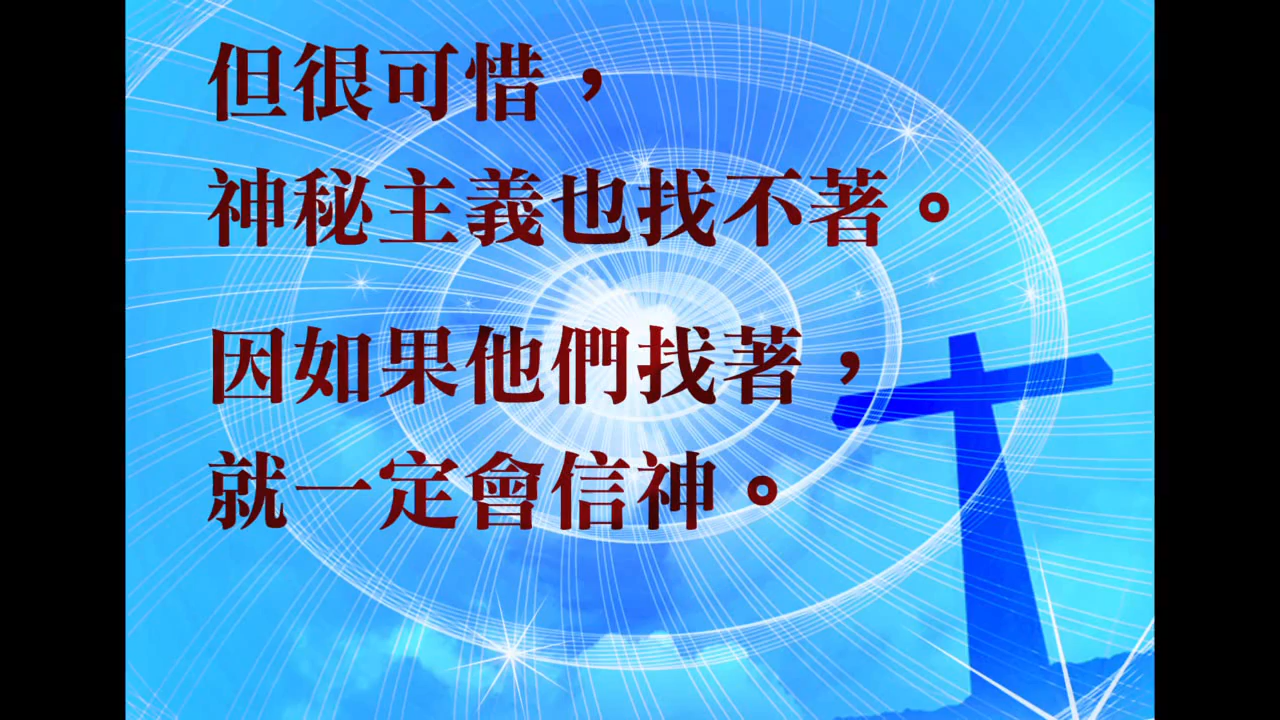 但很可惜，
神秘主義也找不著。
因如果他們找著，
就一定會信神。